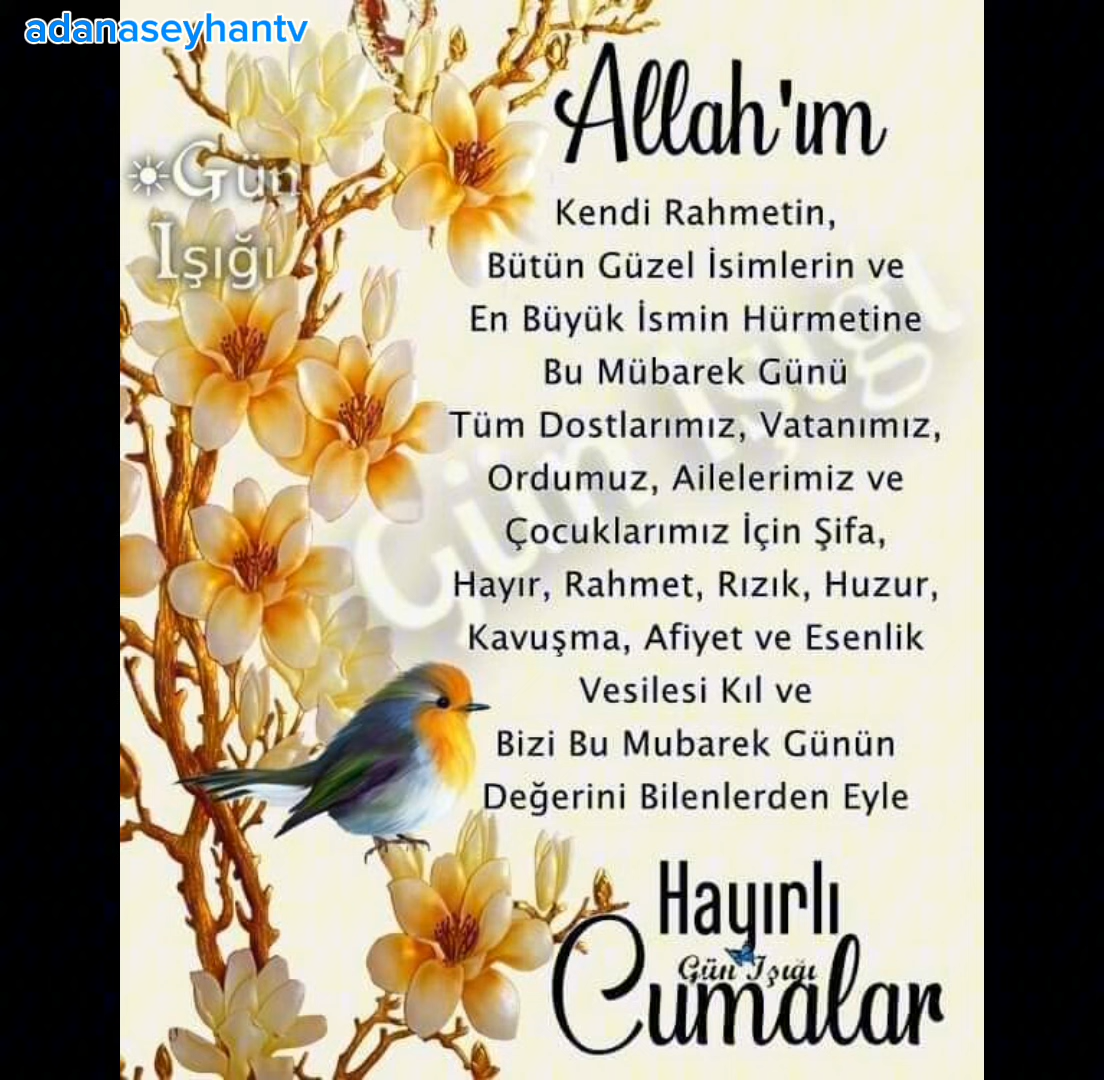 adanaseyhantv
Gün
Işığı
Allah'ım
Kendi Rahmetin,
Bütün Güzel İsimlerin ve
En Büyük İsmin Hürmetine
Bu Mübarek Günü
Tüm Dostlarımız, Vatanımız,
Ordumuz, Ailelerimiz ve
Çocuklarımız İçin Şifa,
Hayır, Rahmet, Rızık, Huzur,
Kavuşma, Afiyet ve Esenlik
Vesilesi Kıl ve
Bizi Bu Mubarek Günün
Değerini Bilenlerden Eyle
Gün Işığı
Hayırlı
Gün Işığı
Cumalar